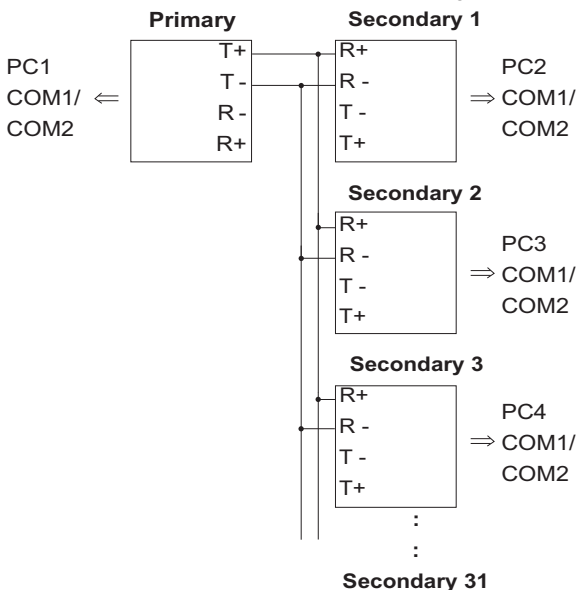 Primary
T+
T -
R -
R+
PC1
COM1/
COM2
Secondary 1
R+
R -
T -
T+
PC2
COM1/
COM2
Secondary 2
R+
R -
T -
T+
PC3
COM1/
COM2
Secondary 3
R+
R -
T -
T+
PC4
COM1/
COM2
:
:
Secondary 31